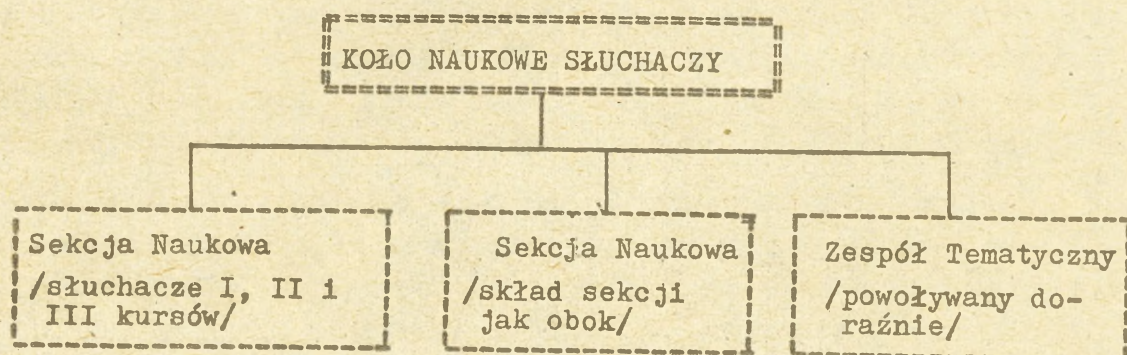 KOŁO NAUKOWE SŁUCHACZY
Sekcja Naukowa
/słuchacze I, II i
III kursów/
Sekcja Naukowa
/skład sekcji
jak obok/
Zespół Tematyczny
/powoływany do-
raźnie/